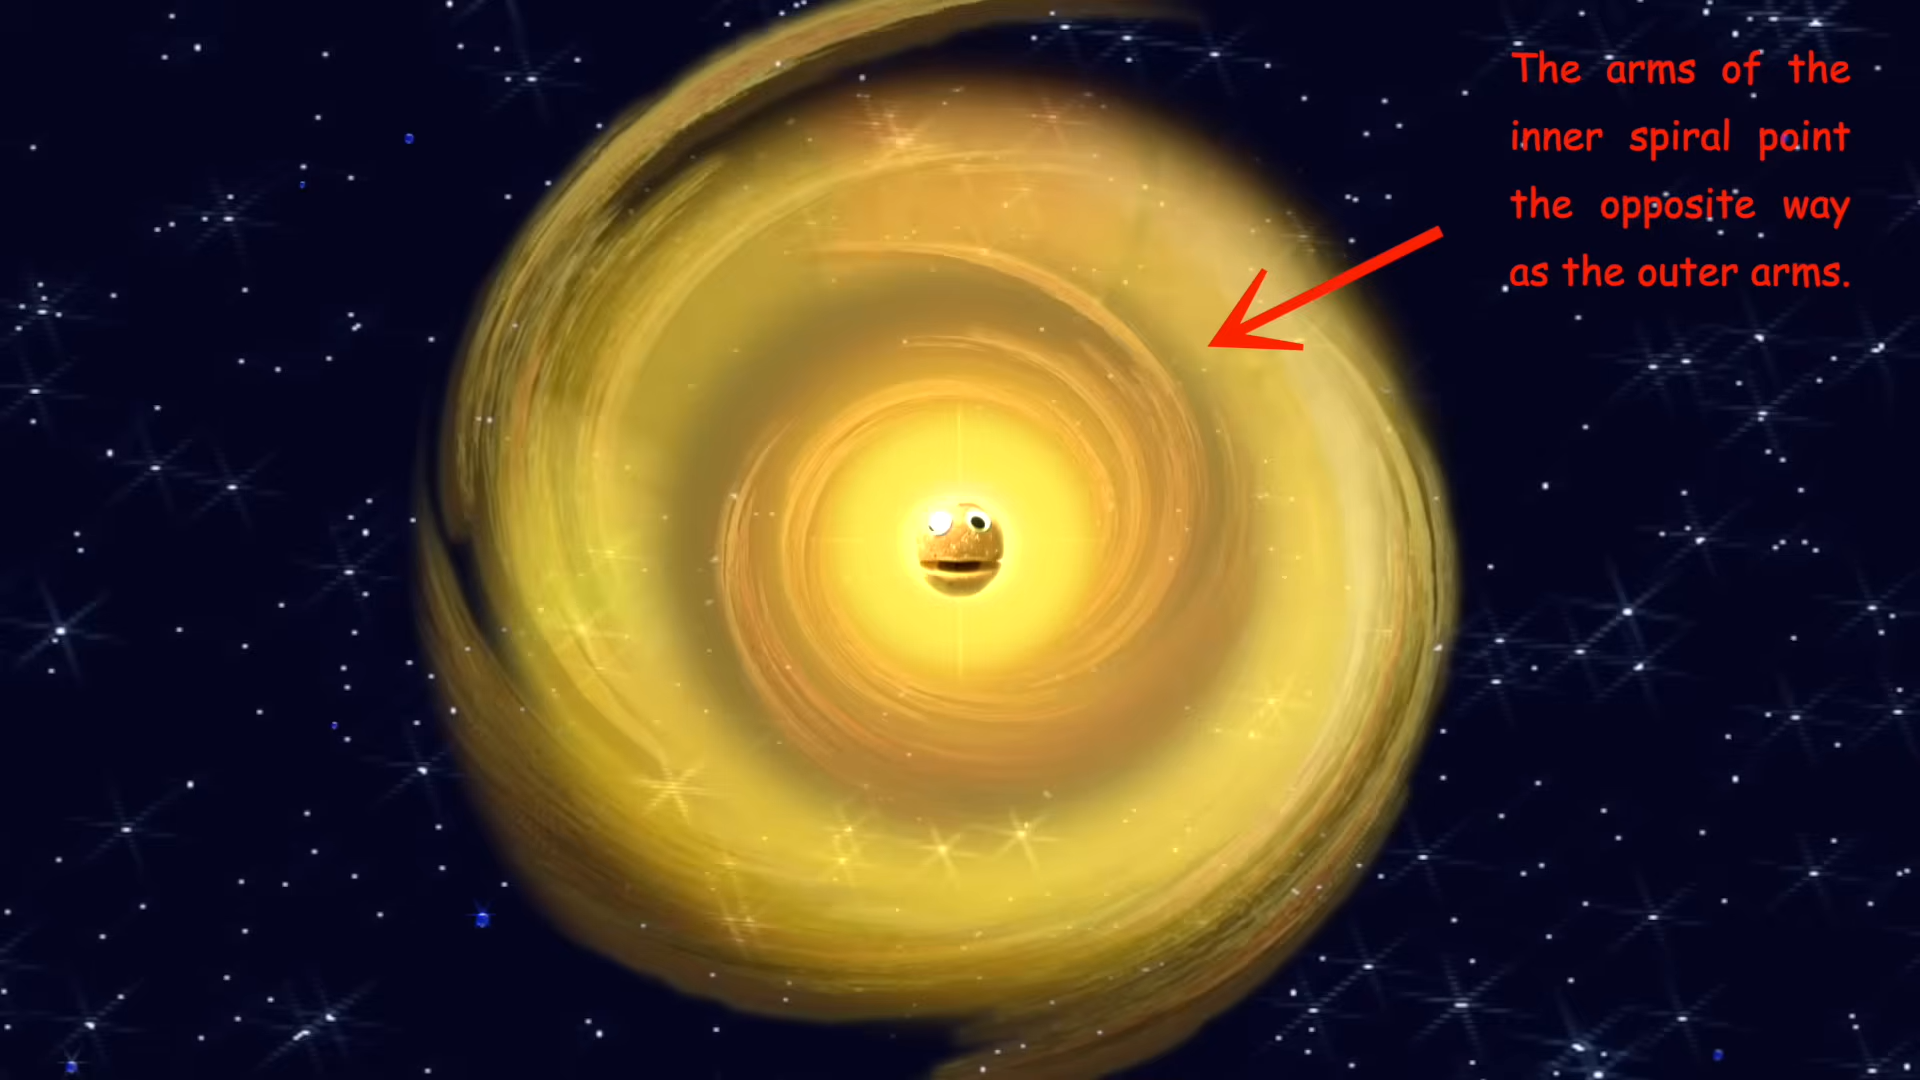 The arms of the
inner spiral point
the opposite way
as the outer arms.